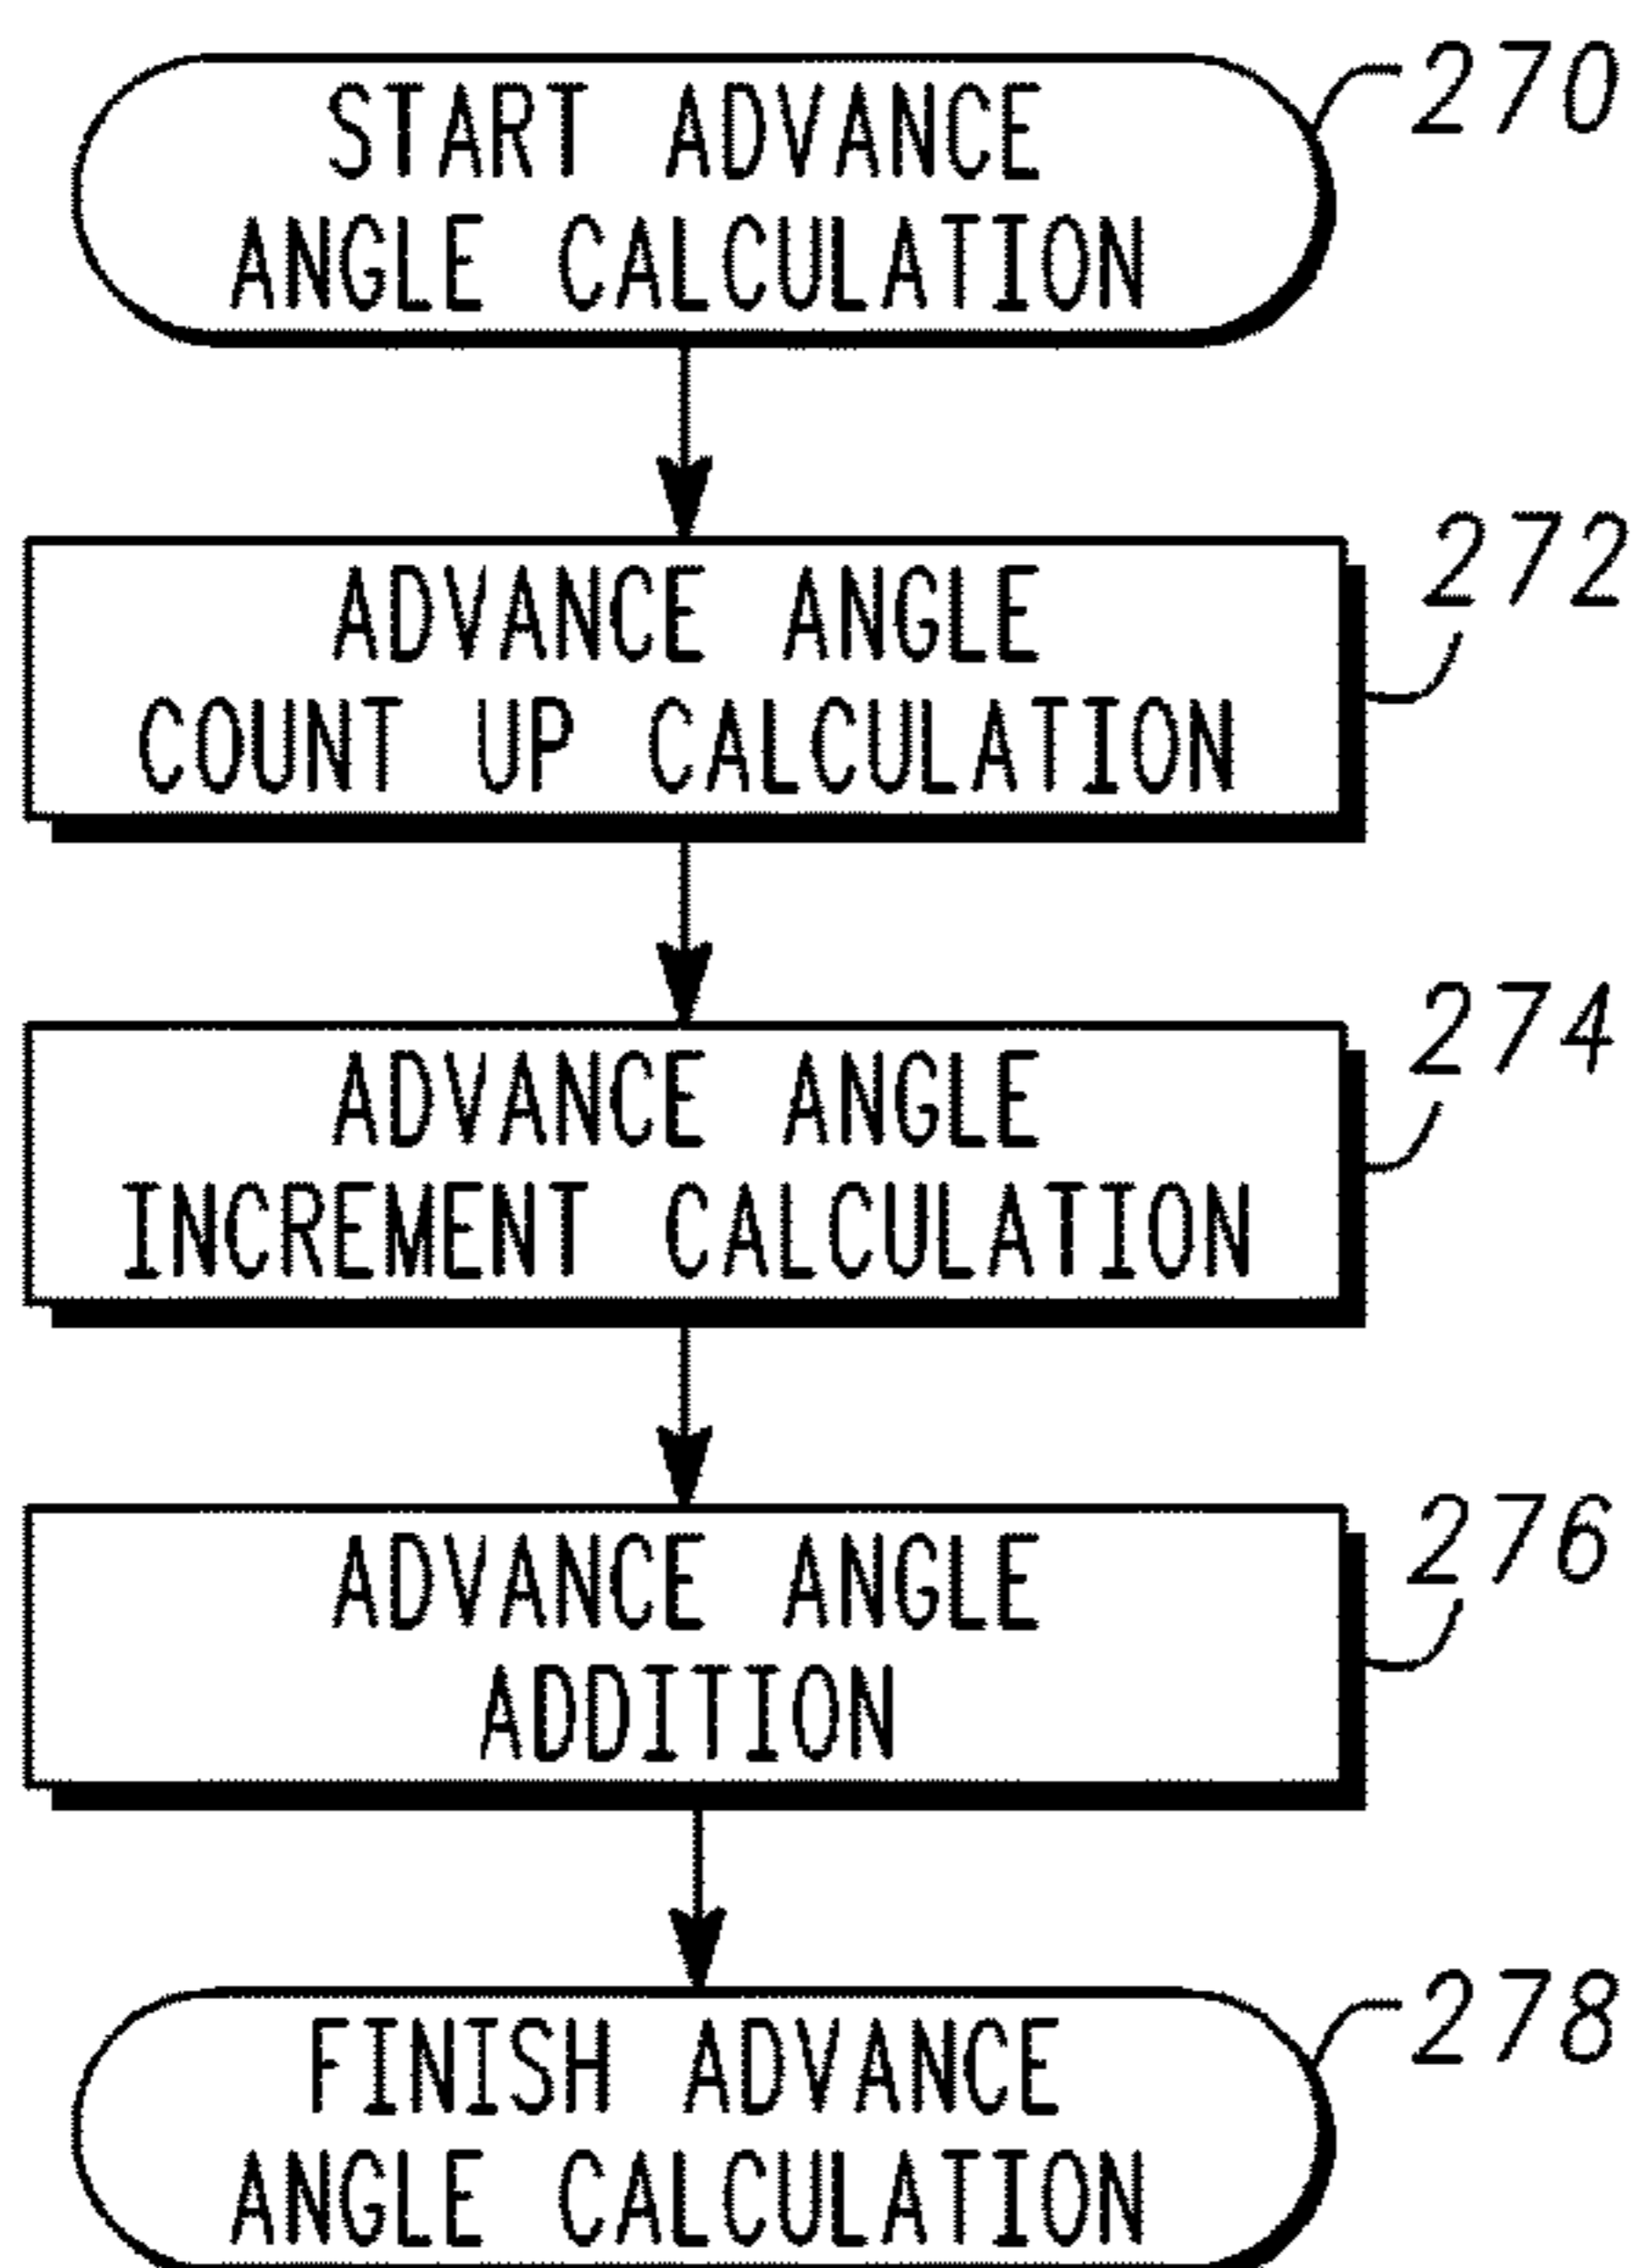 START ADVANCE
ANGLE CALCULATION
270
ADVANCE ANGLE
COUNT UP CALCULATION
272
ADVANCE ANGLE
INCREMENT CALCULATION
274
ADVANCE ANGLE
ADDITION
276
FINISH ADVANCE
ANGLE CALCULATION
278